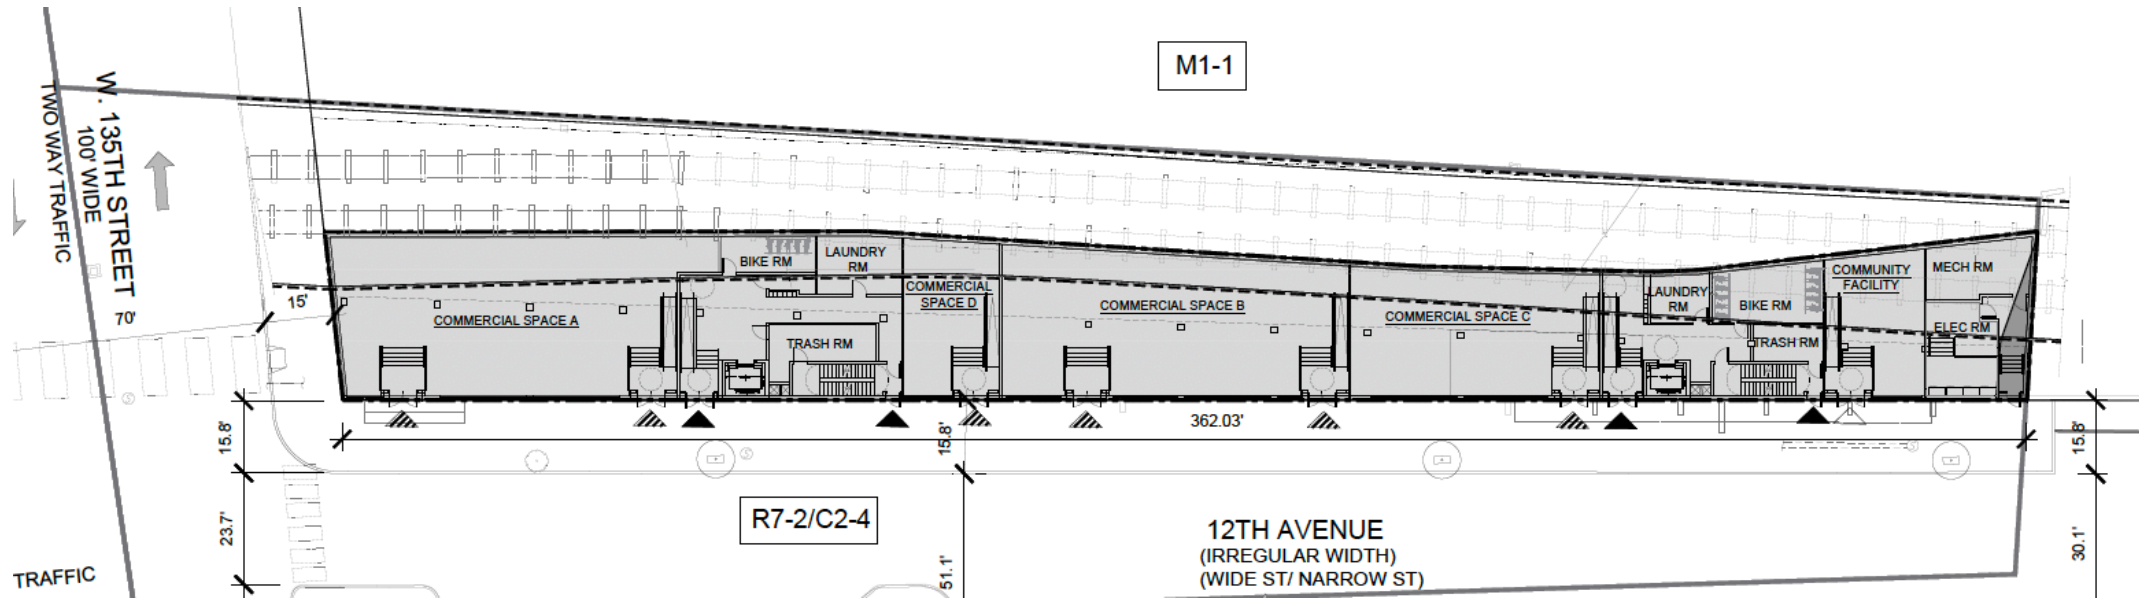 M1-1
W. 135TH STREET
100' WIDE
TWO WAY TRAFFIC
70'
15'
BIKE RM
LAUNDRY
RM
COMMERCIAL
SPACE D
COMMERCIAL SPACE A
TRASH RM
COMMERCIAL SPACE B
COMMERCIAL SPACE C
LAUNDRY
RM
BIKE RM
TRASH RM
COMMUNITY
FACILITY
MECH RM
ELEC RM
362.03'
15.8'
15.8'
15.8'
23.7'
51.1'
30.1'
R7-2/C2-4
12TH AVENUE
(IRREGULAR WIDTH)
(WIDE ST/ NARROW ST)
TRAFFIC
S
S
S